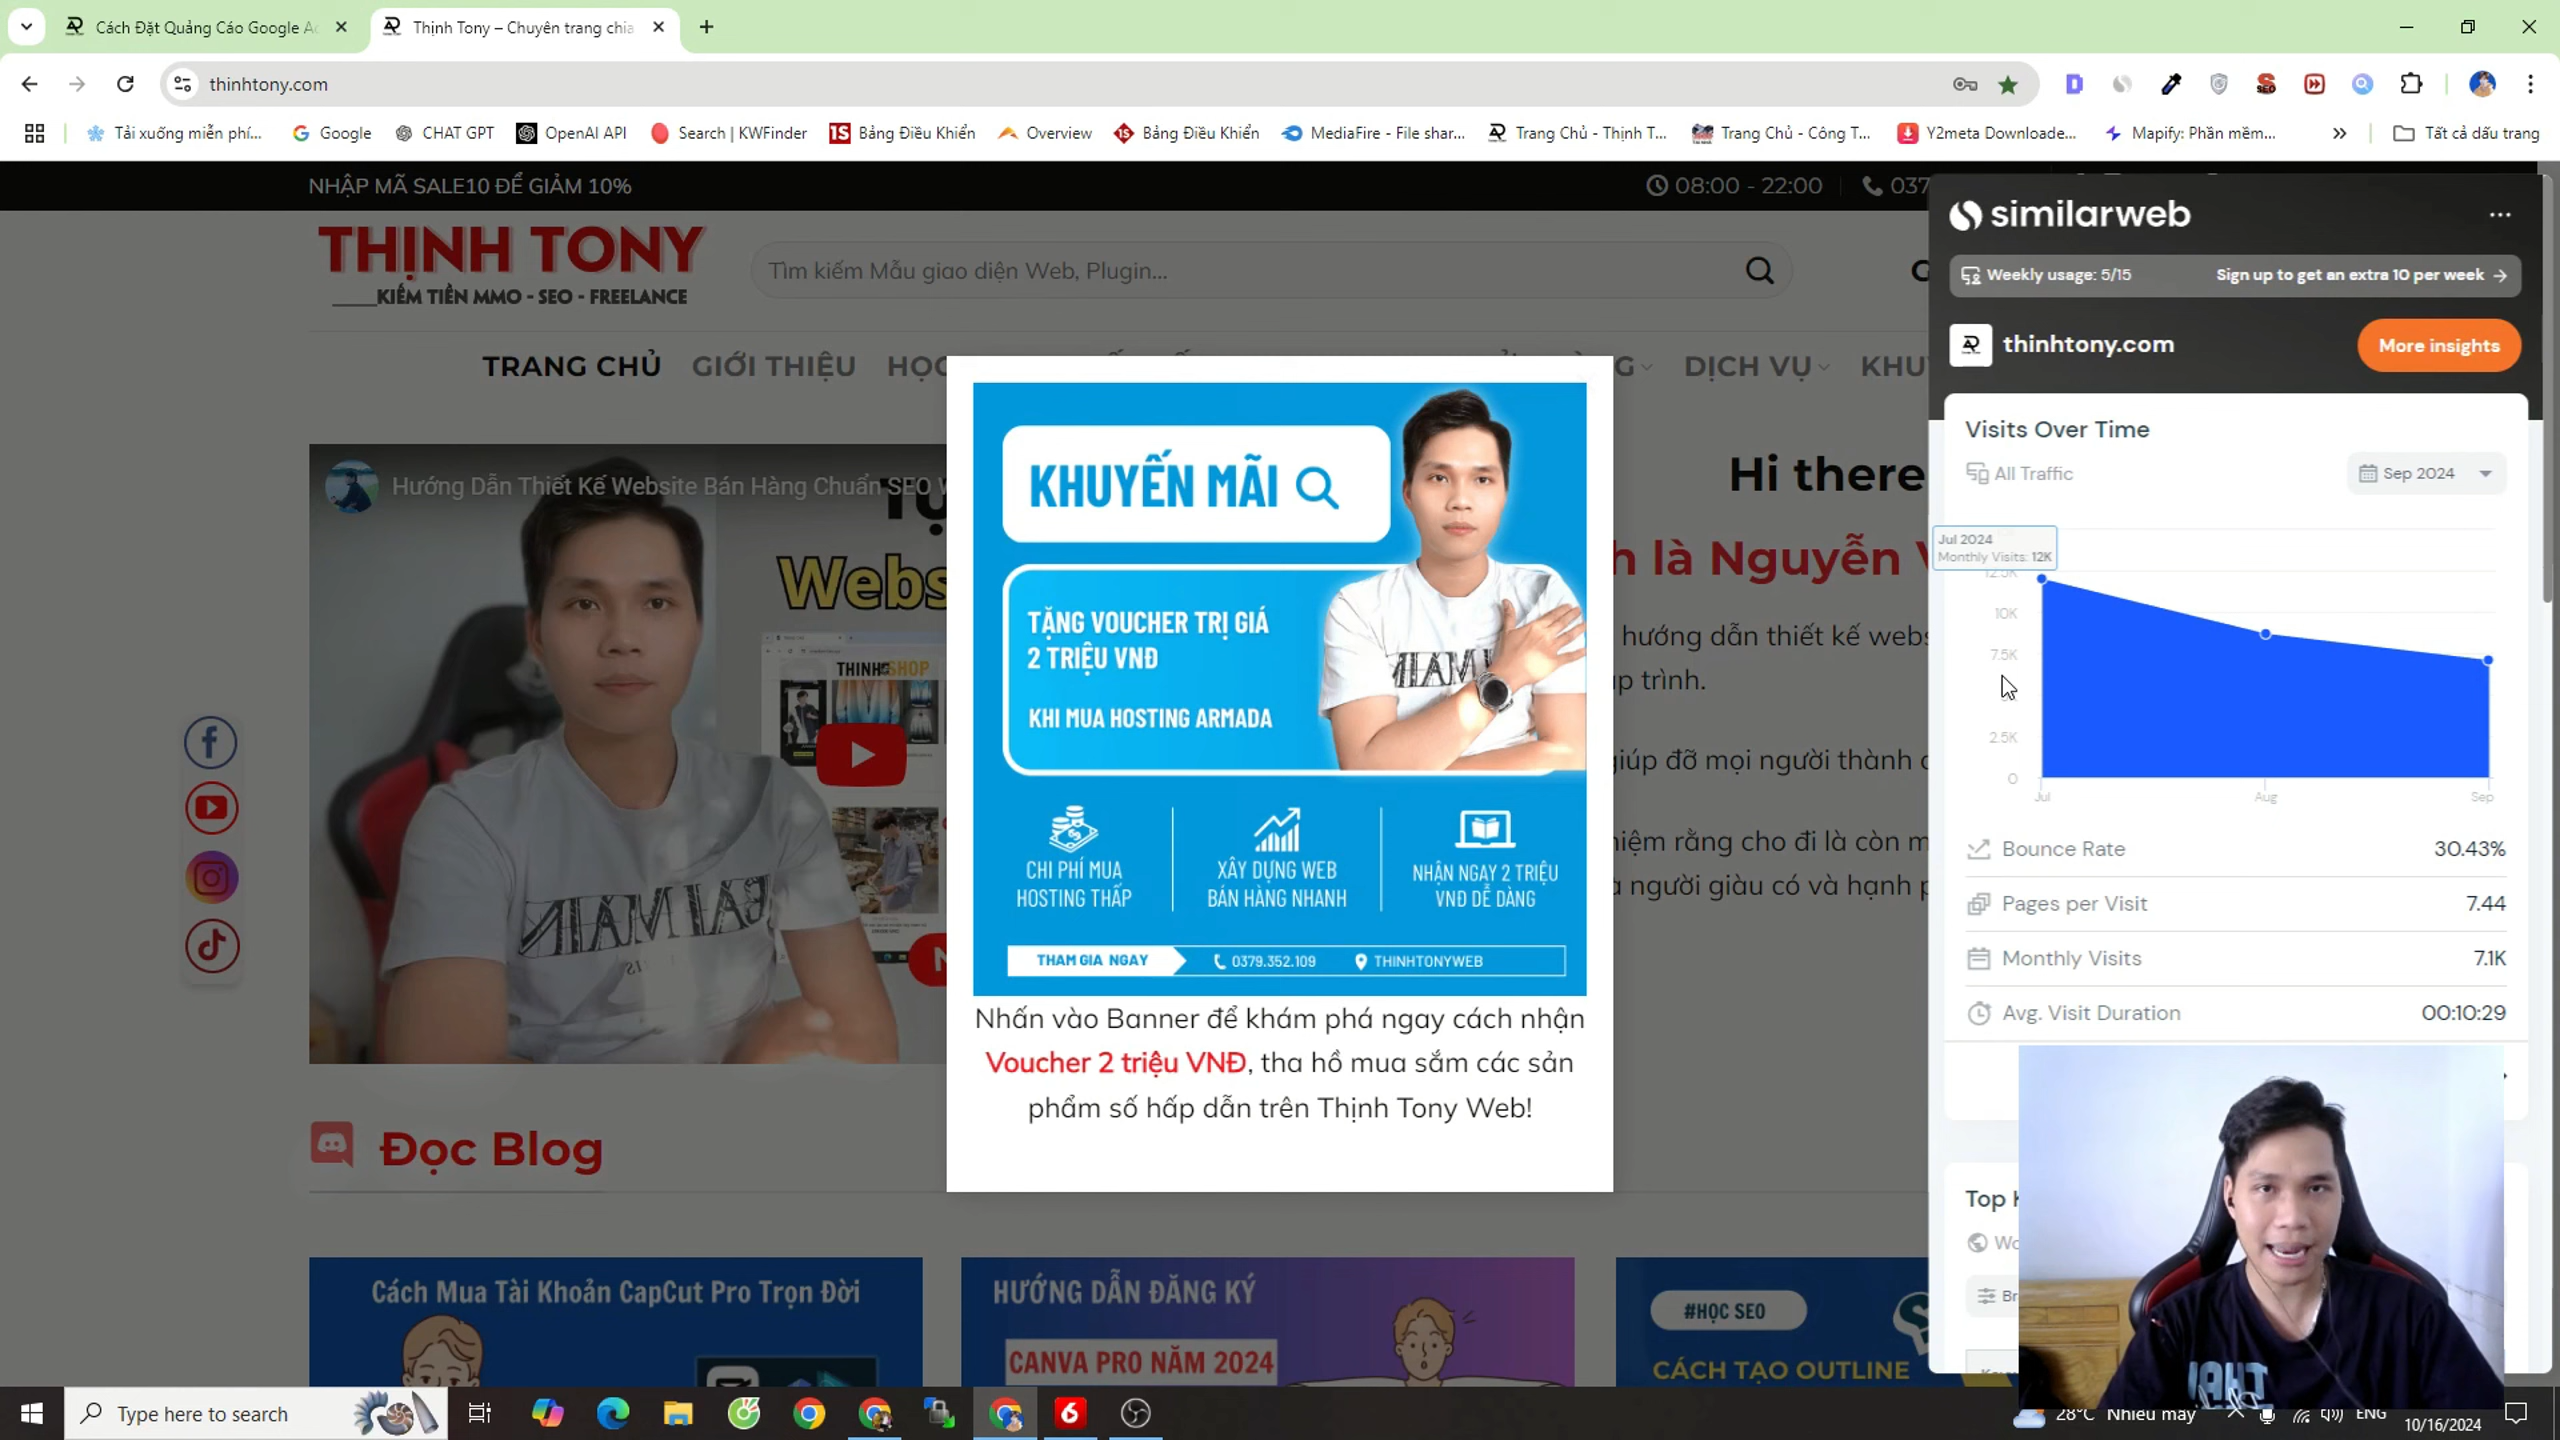 Cách Đặt Quảng Cáo Google Ac
Thịnh Tony – Chuyên trang chia
thinhtony.com
Tải xuống miễn phí...
Google
CHAT GPT
OpenAI API
Search | KWFinder
Bảng Điều Khiển
Overview
Bảng Điều Khiển
MediaFire - File shar...
Trang Chủ - Thịnh T...
Trang Chủ - Công T...
Y2meta Downloade...
Mapify: Phần mềm...
Tất cả dấu trang
NHẬP MÃ SALE10 ĐỂ GIẢM 10%
08:00 - 22:00
037
THỊNH TONY
KIẾM TIỀN MMO - SEO - FREELANCE
Tìm kiếm Mẫu giao diện Web, Plugin...
TRANG CHỦ
GIỚI THIỆU
HỌC
DỊCH VỤ
KHUY
Hướng Dẫn Thiết Kế Website Bán Hàng Chuẩn SEO W
Webs
THINH SHOP
Hi there
h là Nguyễn V
hướng dẫn thiết kế webs
p trình.
giúp đỡ mọi người thành c
niệm rằng cho đi là còn m
à người giàu có và hạnh p
KHUYẾN MÃI
TẶNG VOUCHER TRỊ GIÁ
2 TRIỆU VNĐ
KHI MUA HOSTING ARMADA
CHI PHÍ MUA
HOSTING THẤP
XÂY DỰNG WEB
BÁN HÀNG NHANH
NHẬN NGAY 2 TRIỆU
VNĐ DỄ DÀNG
THAM GIA NGAY
0379.352.109
THINHTONYWEB
Nhấn vào Banner để khám phá ngay cách nhận
Voucher 2 triệu VNĐ, tha hồ mua sắm các sản
phẩm số hấp dẫn trên Thịnh Tony Web!
Đọc Blog
Cách Mua Tài Khoản CapCut Pro Trọn Đời
HƯỚNG DẪN ĐĂNG KÝ
CANVA PRO NĂM 2024
#HỌC SEO
CÁCH TẠO OUTLINE
similarweb
Weekly usage: 5/15
Sign up to get an extra 10 per week
thinhtony.com
More insights
Visits Over Time
All Traffic
Sep 2024
Jul 2024
Monthly Visits: 12K
12.5K
10K
7.5K
2.5K
0
Jul
Aug
Sep
Bounce Rate
30.43%
Pages per Visit
7.44
Monthly Visits
7.1K
Avg. Visit Duration
00:10:29
Top K
Wo
Br
Type here to search
28°C
Nhiều mây
ENG
10/16/2024